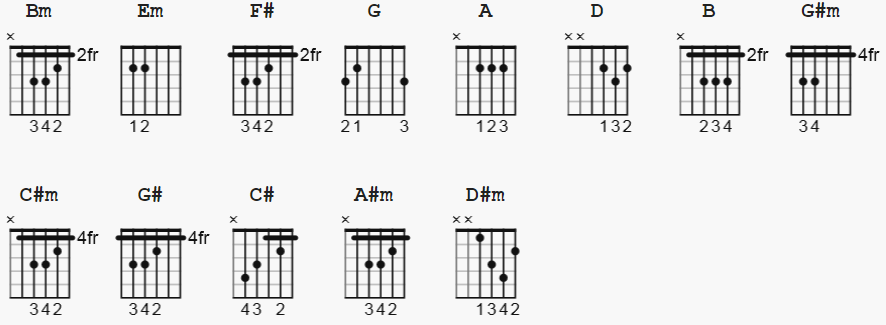 Bm Em F# G A D B G#m
x x x x x x
2fr 2fr 2fr 4fr
342 12 342 21 3 123 132 234 34
C#m G# C# A#m D#m
x x x x x
4fr 4fr
342 342 43 2 342 1342